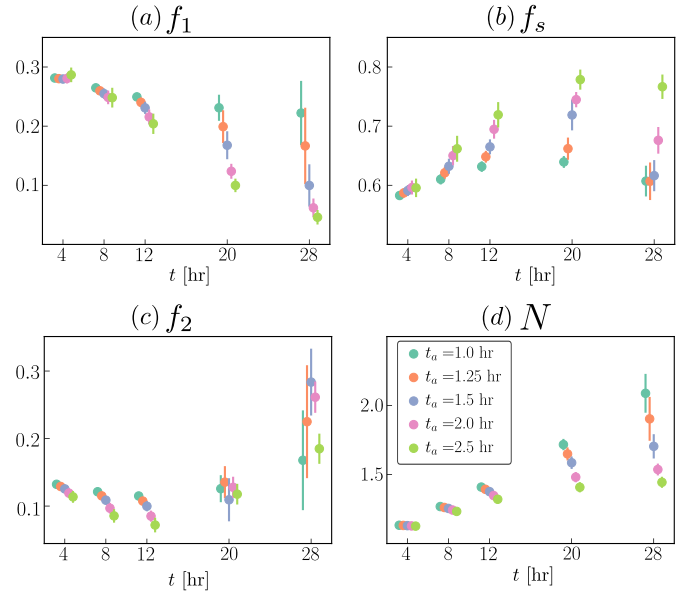 (a) f₁
0.3
0.1
4 8 12 20 28
t [hr]
(b) fₛ
0.8
0.7
0.6
4 8 12 20 28
t [hr]
(c) f₂
0.3
0.2
0.1
4 8 12 20 28
t [hr]
(d) N
2.0
1.5
tₐ =1.0 hr
tₐ =1.25 hr
tₐ =1.5 hr
tₐ =2.0 hr
tₐ =2.5 hr
4 8 12 20 28
t [hr]